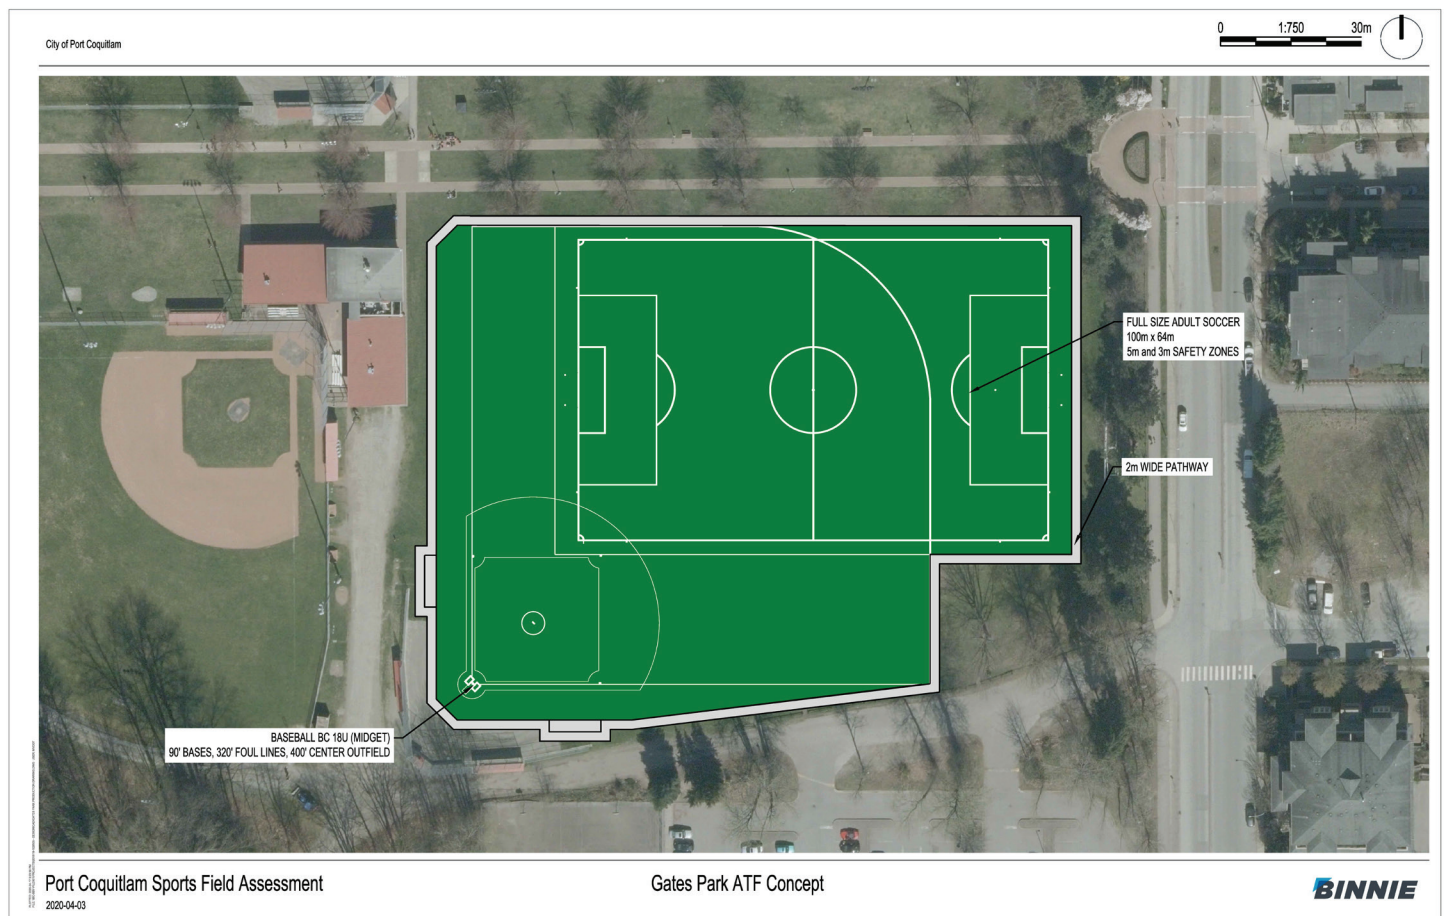 City of Port Coquitlam
0 1:750 30m
FULL SIZE ADULT SOCCER
100m x 64m
5m and 3m SAFETY ZONES
2m WIDE PATHWAY
BASEBALL BC 18U (MIDGET)
90' BASES, 320' FOUL LINES, 400' CENTER OUTFIELD
Port Coquitlam Sports Field Assessment
2020-04-03
Gates Park ATF Concept
BINNIE